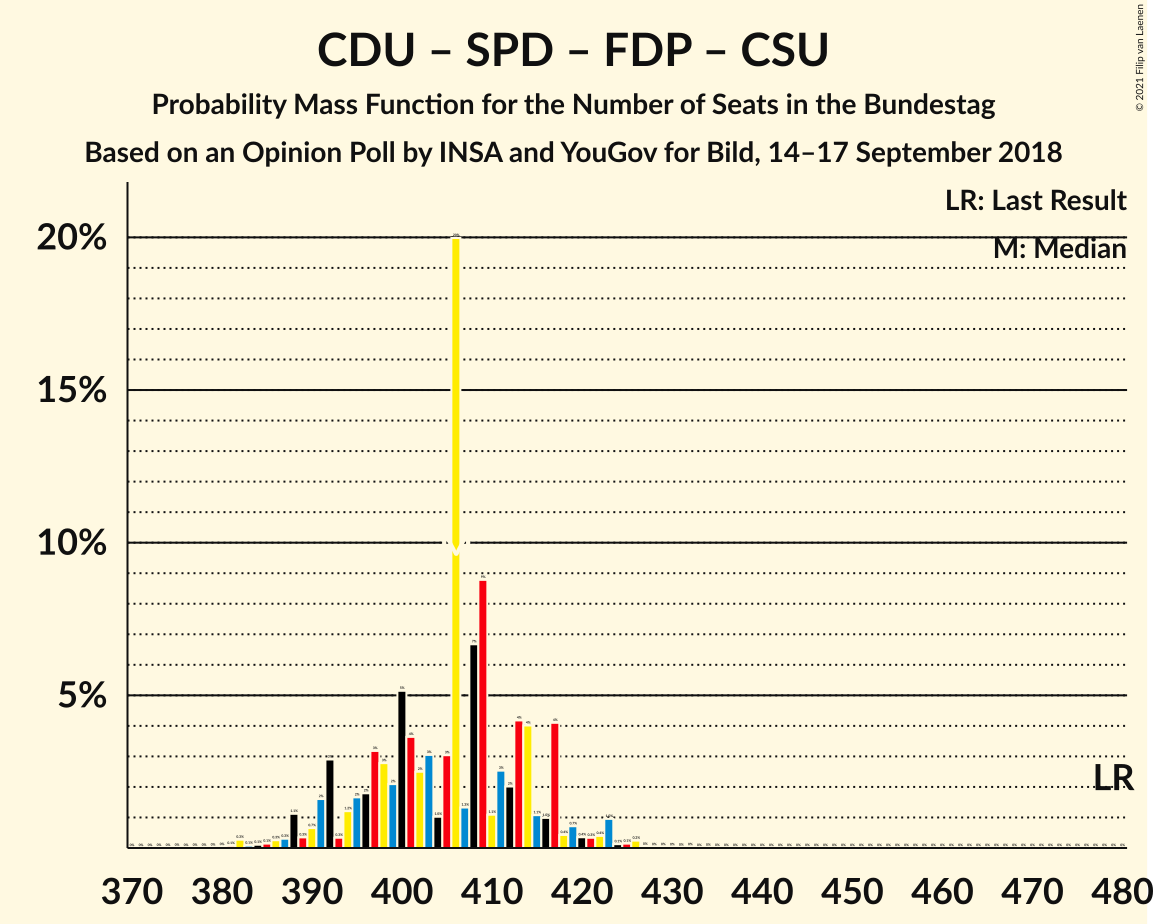 CDU – SPD – FDP – CSU
Probability Mass Function for the Number of Seats in the Bundestag
Based on an Opinion Poll by INSA and YouGov for Bild, 14–17 September 2018
© 2021 Filip van Laenen
LR: Last Result
M: Median
20%
15%
10%
5%
LR
370 380 390 400 410 420 430 440 450 460 470 480